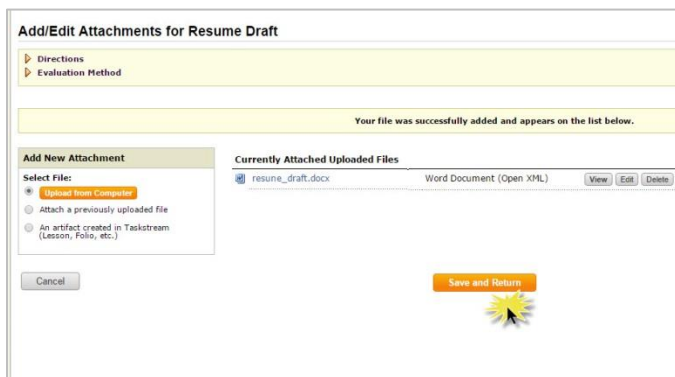 Add/Edit Attachments for Resume Draft
Directions
Evaluation Method
Your file was successfully added and appears on the list below.
Add New Attachment
Select File:
Upload from Computer
Attach a previously uploaded file
An artifact created in Taskstream
(Lesson, Folio, etc.)
Currently Attached Uploaded Files
resune_draft.docx Word Document (Open XML) View Edit Delete
Cancel
Save and Return